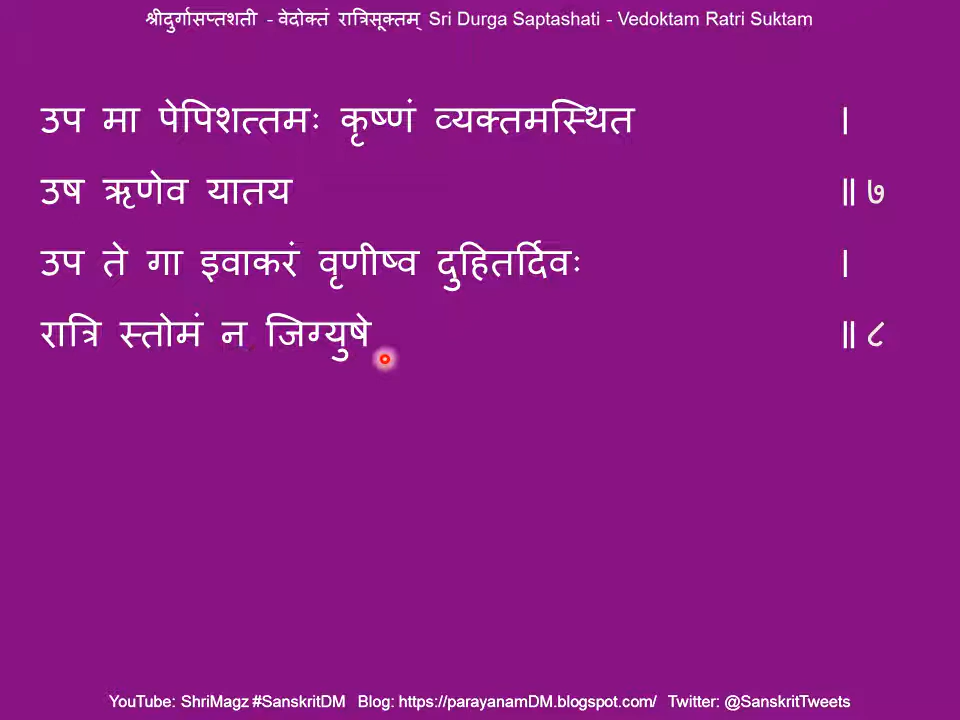 श्रीदुर्गासप्तशती - वेदोक्तं रात्रिसूक्तम् Sri Durga Saptashati - Vedoktam Ratri Suktam
उप मा पेपिशत्तमः कृष्णं व्यक्तमस्थित ।
उष ऋणेव यातय ॥ ७
उप ते गा इवाकरं वृणीष्व दुहितर्दिवः ।
रात्रि स्तोमं न जिग्युषे ॥ ८
YouTube: ShriMagz #SanskritDM Blog: https://parayanamDM.blogspot.com/ Twitter: @SanskritTweets